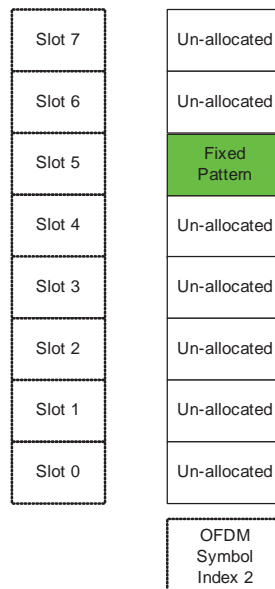 Slot 7 Un-allocated
Slot 6 Un-allocated
Slot 5 Fixed
Pattern
Slot 4 Un-allocated
Slot 3 Un-allocated
Slot 2 Un-allocated
Slot 1 Un-allocated
Slot 0 Un-allocated
OFDM
Symbol
Index 2